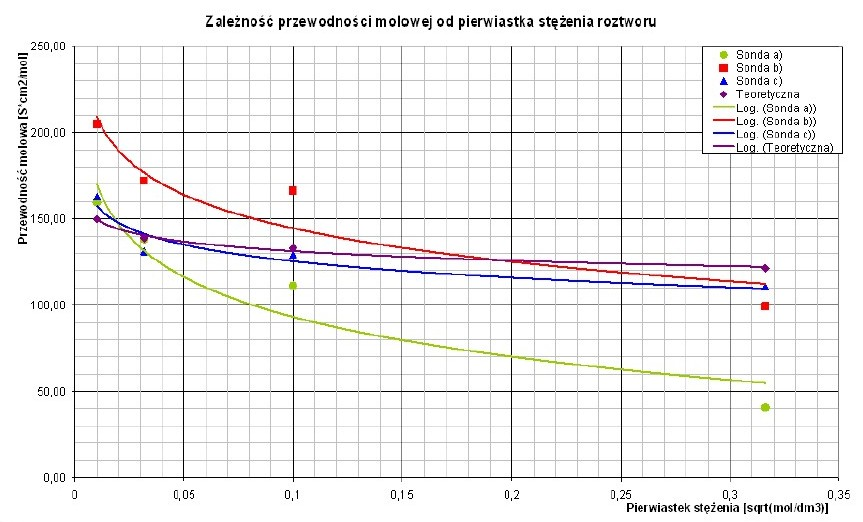 Zależność przewodności molowej od pierwiastka stężenia roztworu
Przewodność molowa [S*cm2/mol]
250,00
200,00
150,00
100,00
50,00
0,00
0
0,05
0,1
0,15
0,2
0,25
0,3
0,35
Pierwiastek stężenia [sqrt(mol/dm3)]
Sonda a)
Sonda b)
Sonda c)
Teoretyczna
Log. (Sonda a))
Log. (Sonda b))
Log. (Sonda c))
Log. (Teoretyczna)